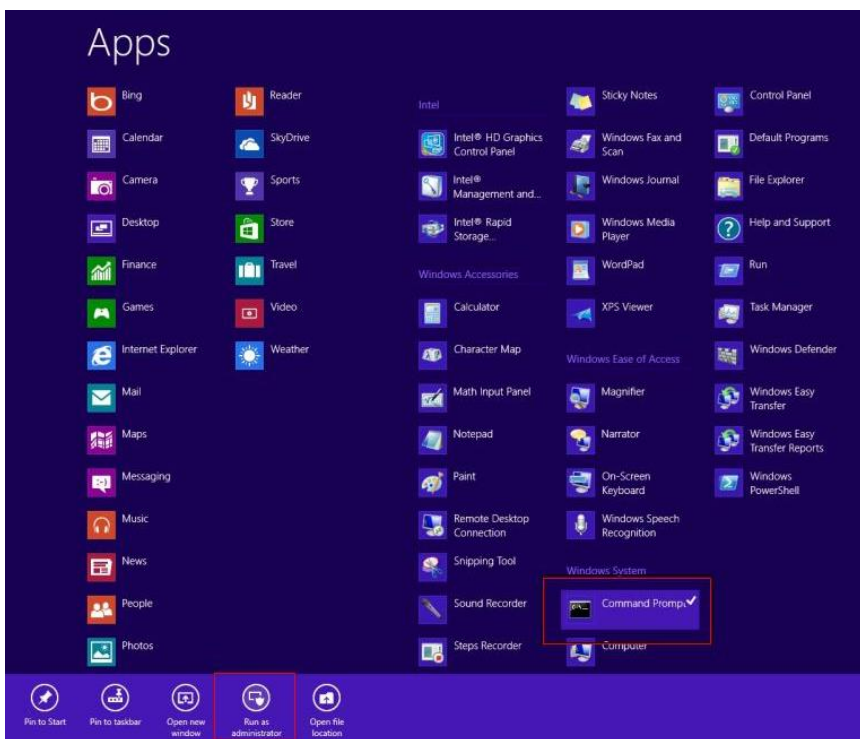 Apps
Bing
Calendar
Camera
Desktop
Finance
Games
Internet Explorer
Mail
Maps
Messaging
Music
News
People
Photos
Reader
SkyDrive
Sports
Store
Travel
Video
Weather
Intel
Intel® HD Graphics
Control Panel
Intel®
Management and...
Intel® Rapid
Storage...
Windows Accessories
Calculator
Character Map
Math Input Panel
Notepad
Paint
Remote Desktop
Connection
Snipping Tool
Sound Recorder
Steps Recorder
Sticky Notes
Windows Fax and
Scan
Windows Journal
Windows Media
Player
WordPad
XPS Viewer
Windows Ease of Access
Magnifier
Narrator
On-Screen
Keyboard
Windows Speech
Recognition
Windows System
Command Prompt
Computer
Control Panel
Default Programs
File Explorer
Help and Support
Run
Task Manager
Windows Defender
Windows Easy
Transfer
Windows Easy
Transfer Reports
Windows
PowerShell
Pin to Start
Pin to taskbar
Open new
window
Run as
administrator
Open file
location